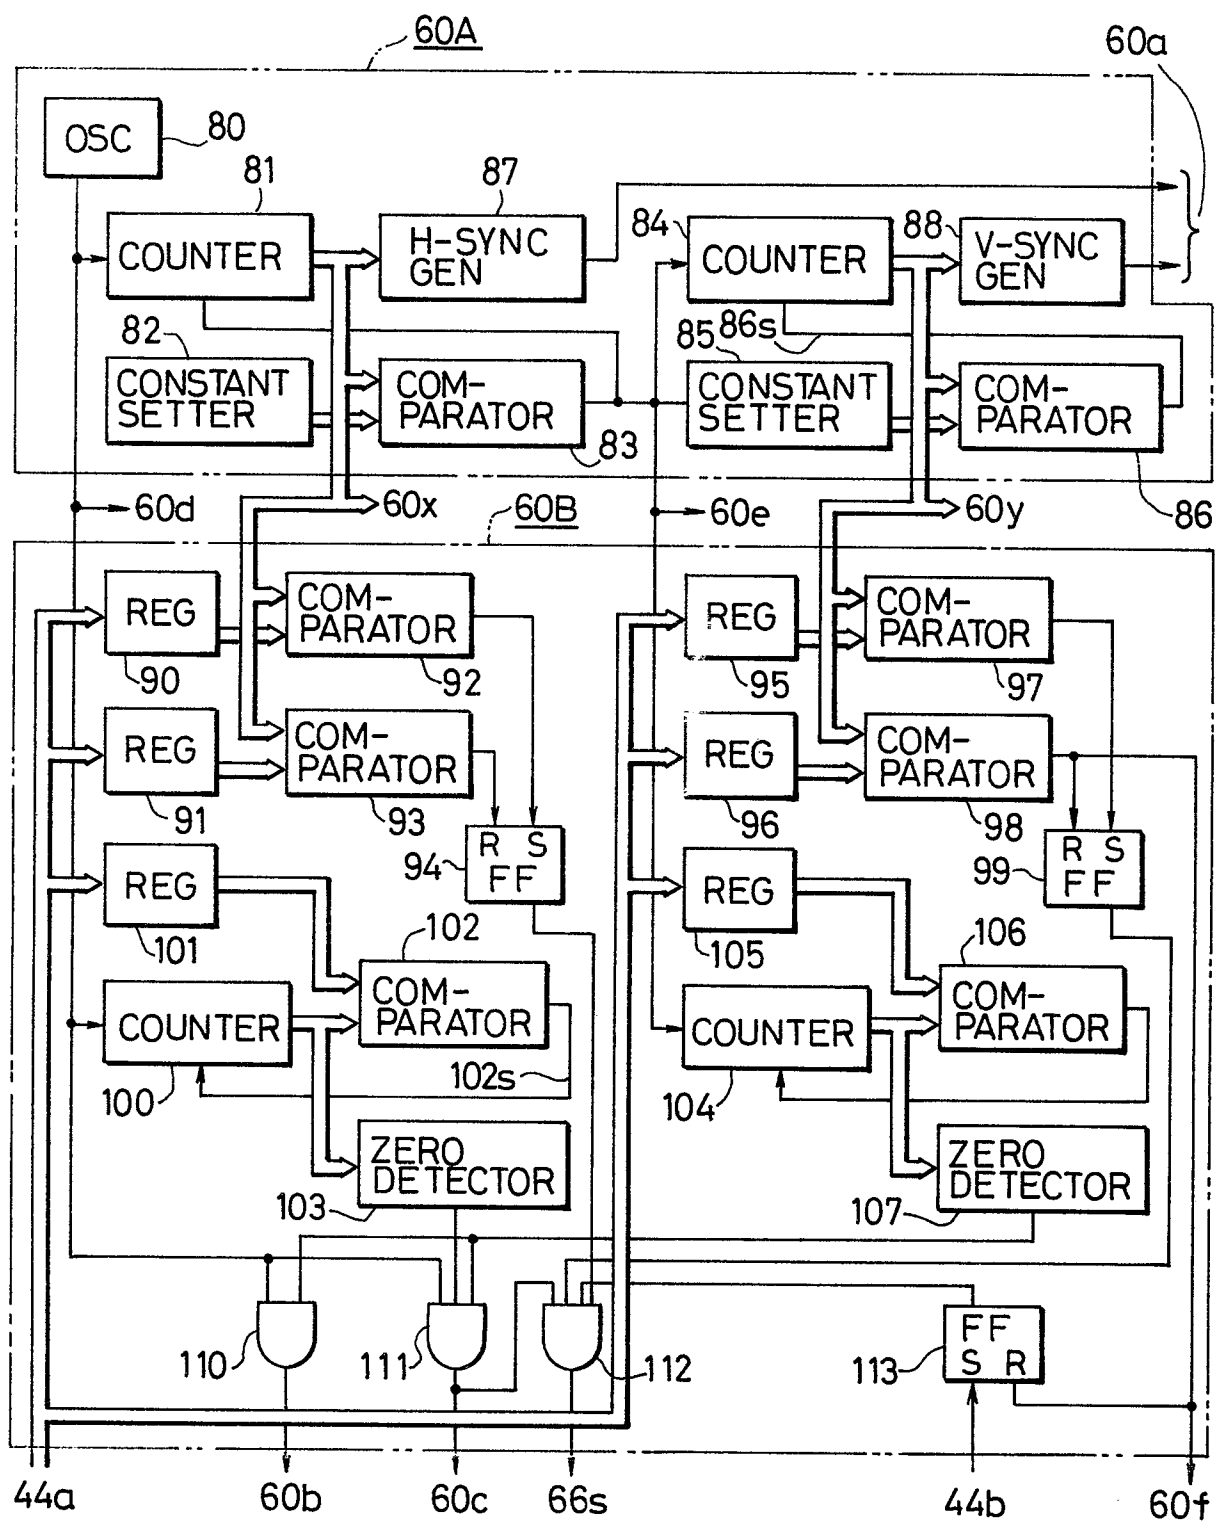 60A
60a
OSC
80
81
87
84
88
COUNTER
H-SYNC
GEN
COUNTER
V-SYNC
GEN
82
85
86s
CONSTANT
SETTER
COM-
PARATOR
CONSTANT
SETTER
COM-
PARATOR
83
86
60d
60x
60B
60e
60y
REG
COM-
PARATOR
REG
COM-
PARATOR
90
92
95
97
REG
COM-
PARATOR
REG
COM-
PARATOR
91
93
96
98
R S
FF
94
R S
FF
99
REG
REG
101
102
105
106
COUNTER
COM-
PARATOR
COUNTER
COM-
PARATOR
100
102s
104
ZERO
DETECTOR
ZERO
DETECTOR
103
107
110
111
112
113
FF
S R
44a
60b
60c
66s
44b
60f